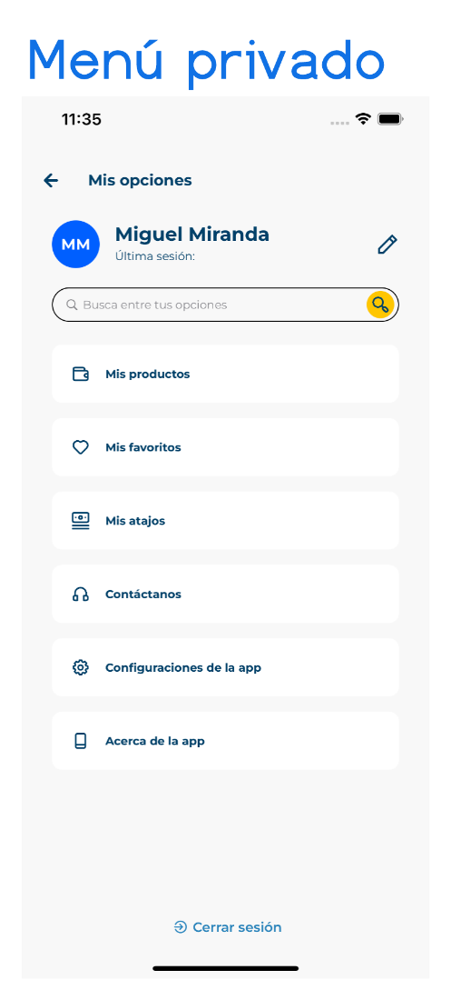 Menú privado
11:35
Mis opciones
MM
Miguel Miranda
Última sesión:
Busca entre tus opciones
Mis productos
Mis favoritos
Mis atajos
Contáctanos
Configuraciones de la app
Acerca de la app
Cerrar sesión